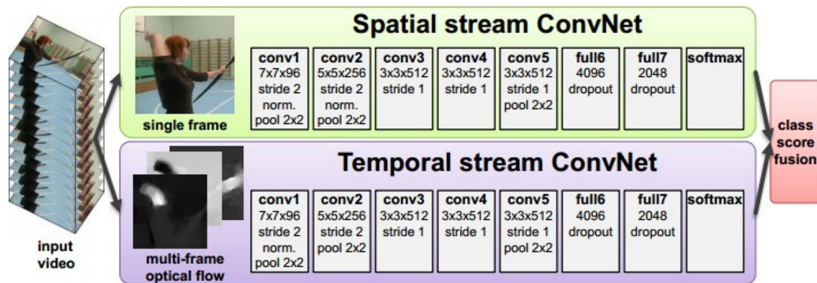 Spatial stream ConvNet
conv1
7x7x96
stride 2
norm.
pool 2x2
conv2
5x5x256
stride 2
norm.
pool 2x2
conv3
3x3x512
stride 1
conv4
3x3x512
stride 1
conv5
3x3x512
stride 1
pool 2x2
full6
4096
dropout
full7
2048
dropout
softmax
single frame
Temporal stream ConvNet
conv1
7x7x96
stride 2
norm.
pool 2x2
conv2
5x5x256
stride 2
pool 2x2
conv3
3x3x512
stride 1
conv4
3x3x512
stride 1
conv5
3x3x512
stride 1
pool 2x2
full6
4096
dropout
full7
2048
dropout
softmax
input
video
multi-frame
optical flow
class
score
fusion